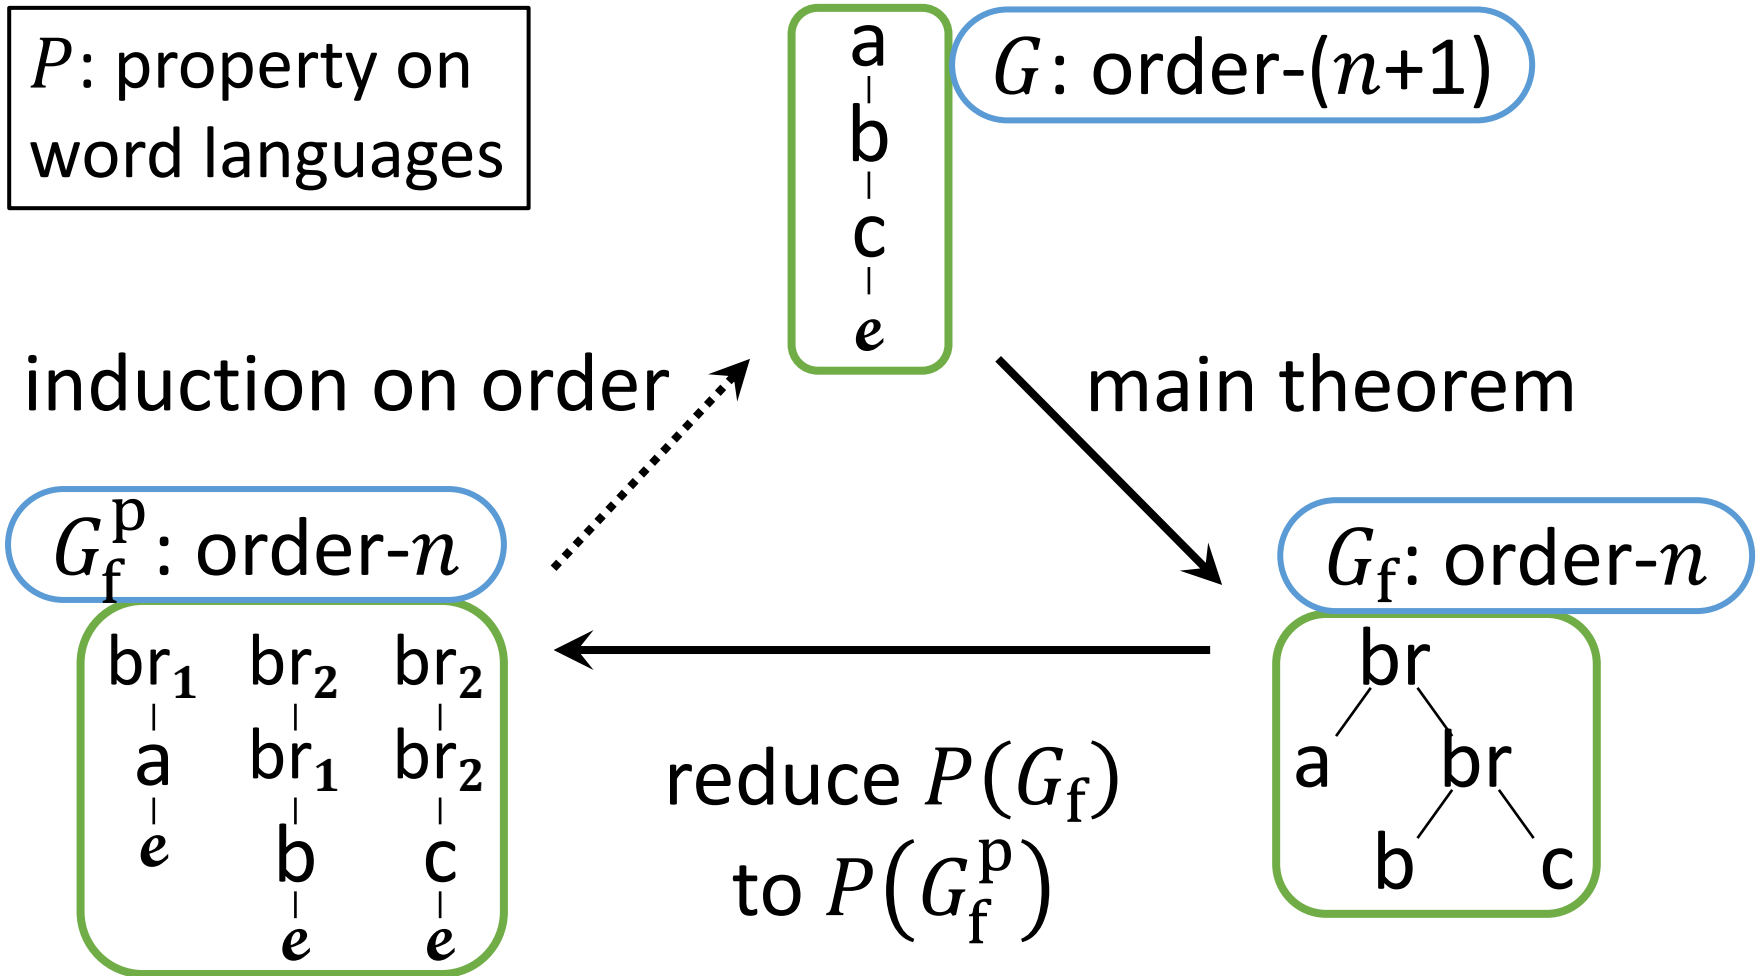 P: property on
word languages
a
b
c
e
G: order-(n+1)
induction on order
main theorem
G_f^p: order-n
G_f: order-n
br₁ br₂ br₂
a br₁ br₂
e b c
e e
reduce P(G_f)
to P(G_f^p)
br
a br
b c